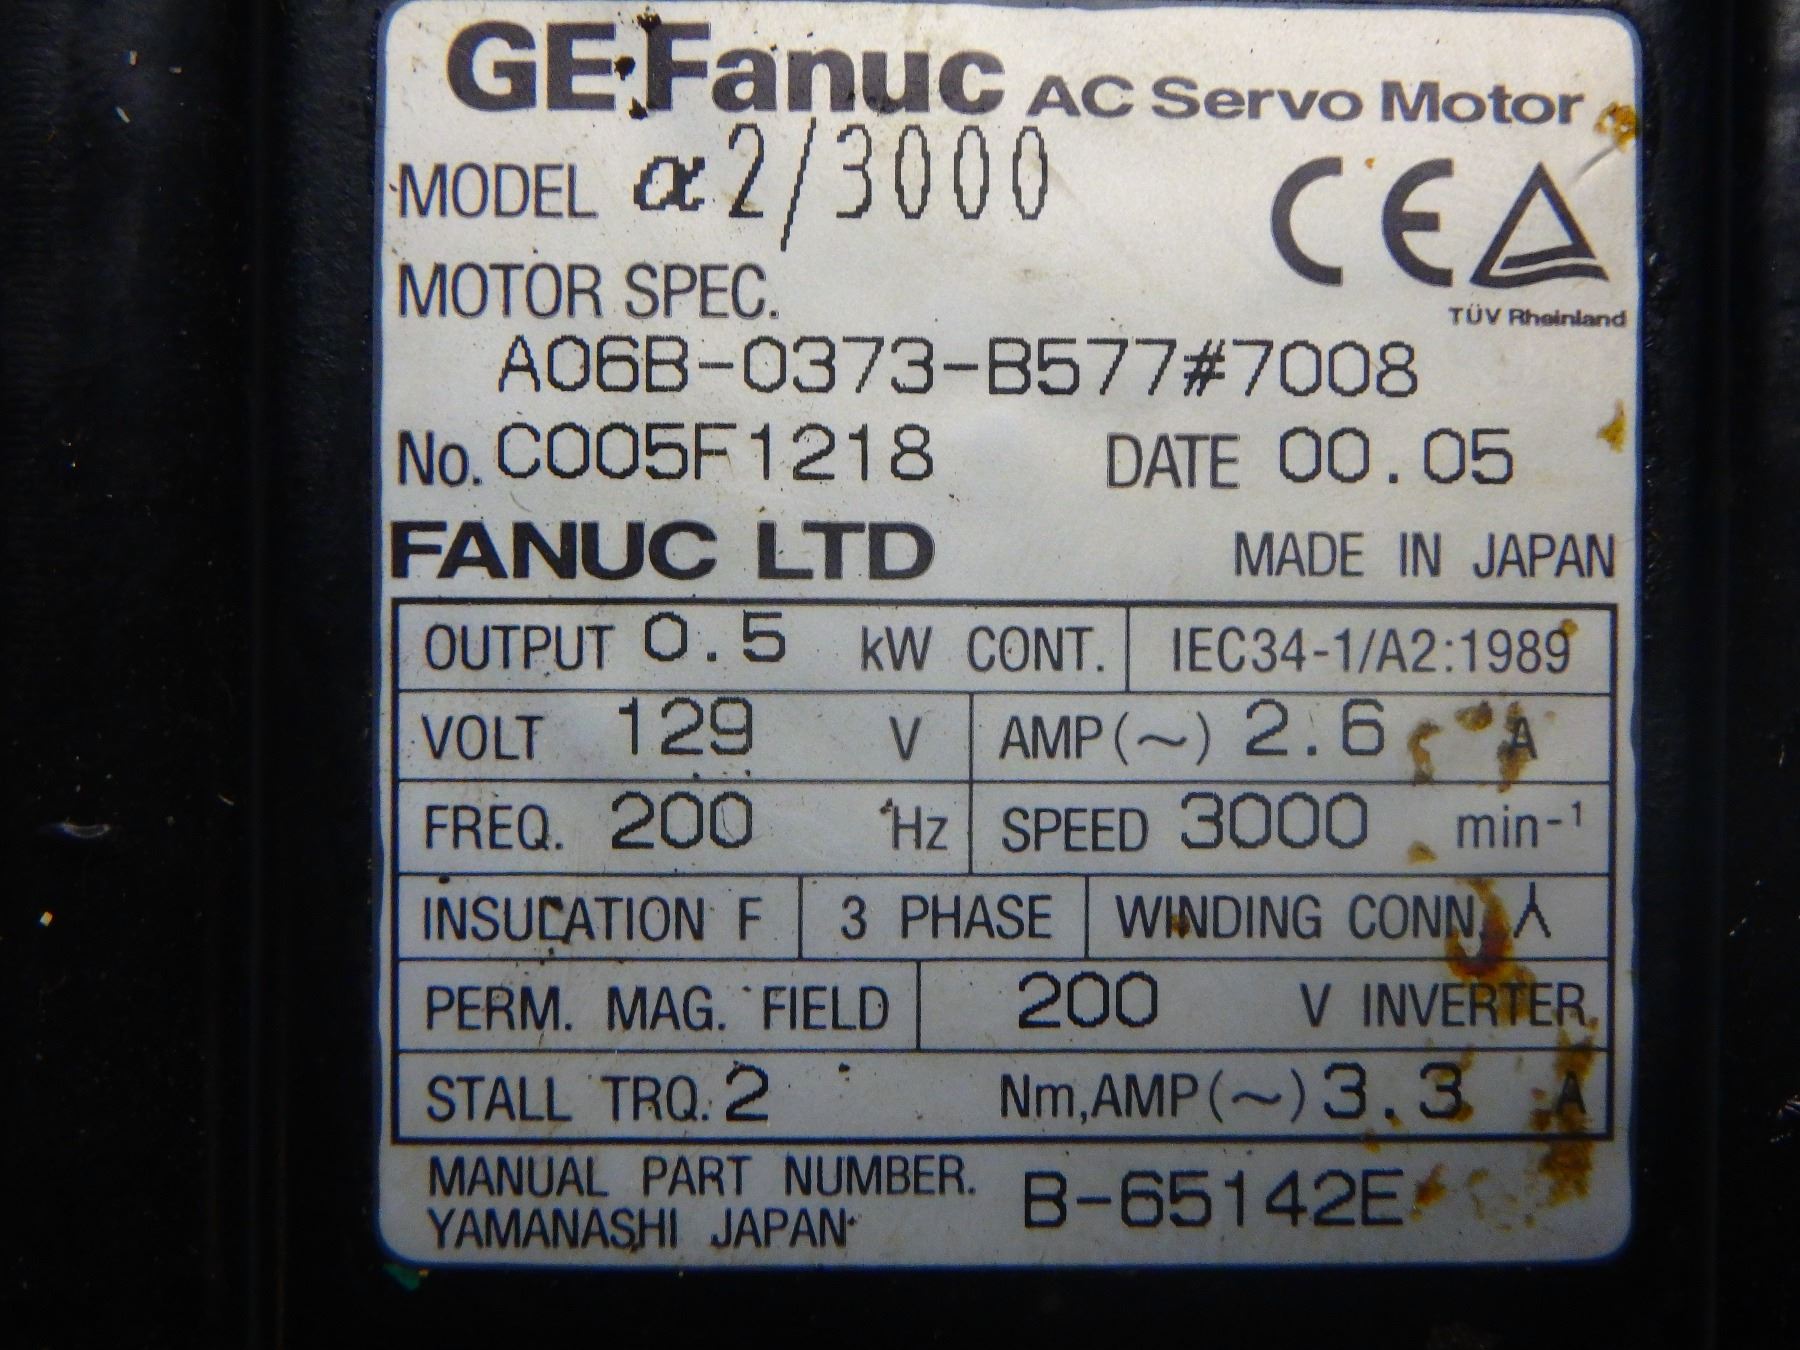 GE Fanuc AC Servo Motor
MODEL α2/3000
CE
TÜV Rheinland
MOTOR SPEC.
A06B-0373-B577#7008
No. C005F1218 DATE 00.05
FANUC LTD MADE IN JAPAN
OUTPUT 0.5 kW CONT. IEC34-1/A2:1989
VOLT 129 V AMP(~) 2.6 A
FREQ. 200 Hz SPEED 3000 min-¹
INSULATION F 3 PHASE WINDING CONN. ⅄
PERM. MAG. FIELD 200 V INVERTER
STALL TRQ. 2 Nm,AMP(~) 3.3 A
MANUAL PART NUMBER. B-65142E
YAMANASHI JAPAN